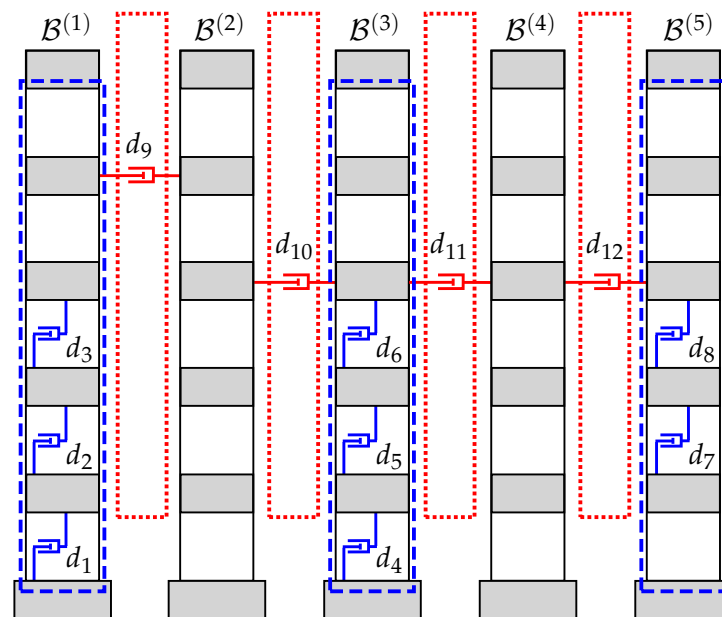 ℬ⁽¹⁾ ℬ⁽²⁾ ℬ⁽³⁾ ℬ⁽⁴⁾ ℬ⁽⁵⁾
d₉
d₁₀ d₁₁ d₁₂
d₃ d₆ d₈
d₂ d₅ d₇
d₁ d₄